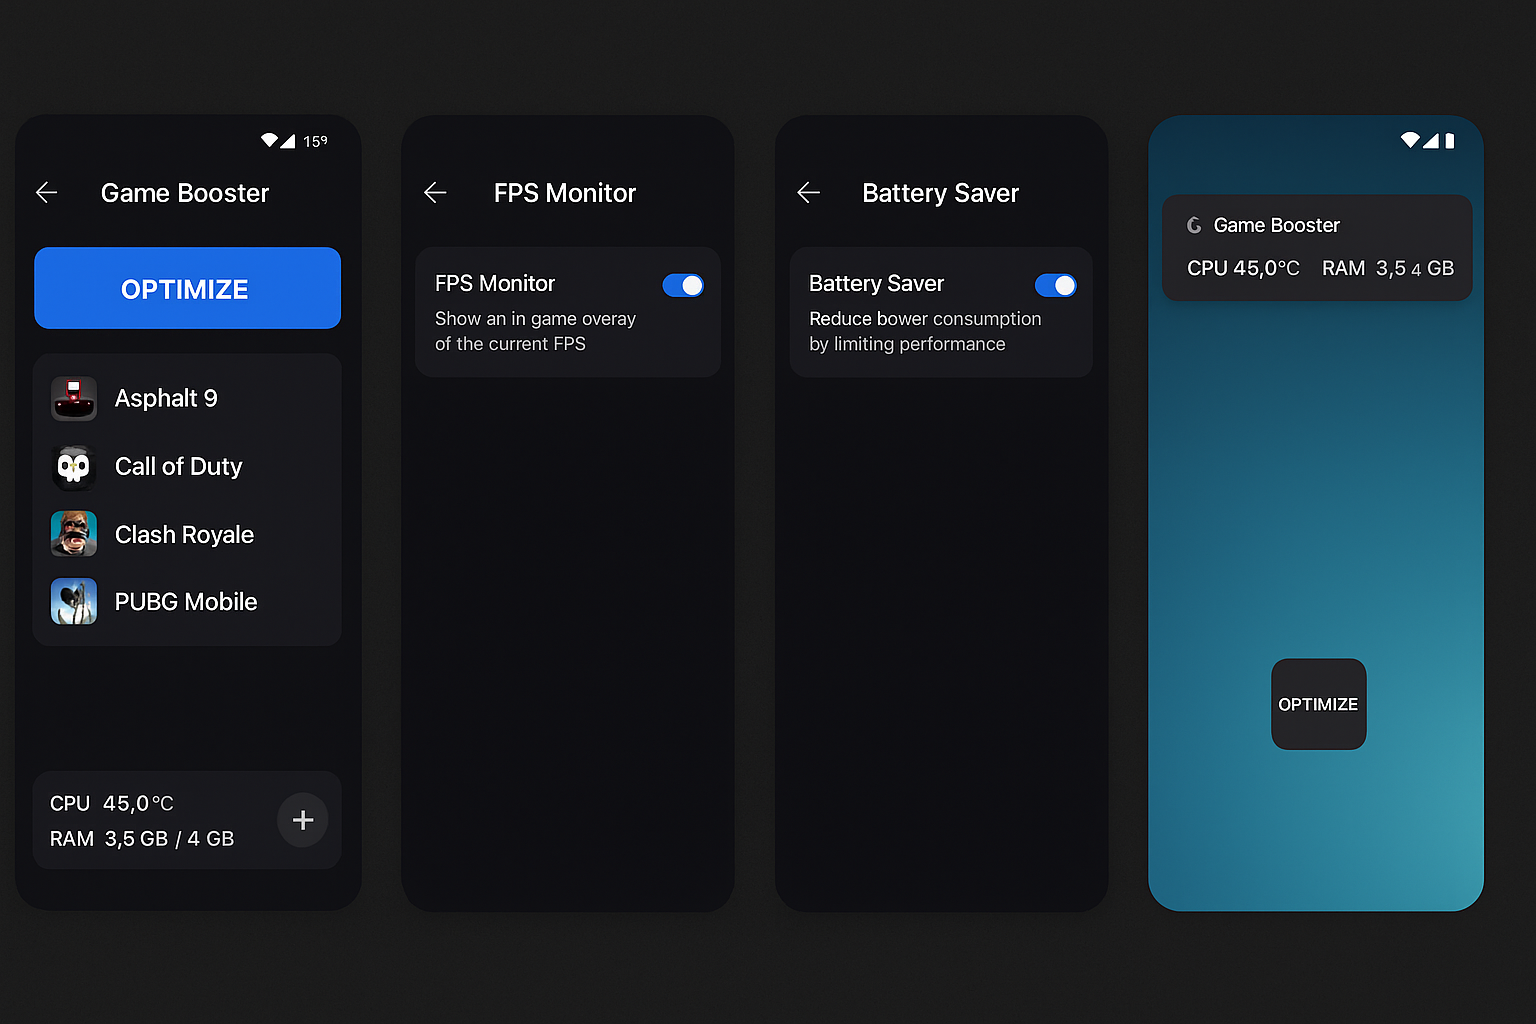 15⁹
Game Booster
OPTIMIZE
Asphalt 9
Call of Duty
Clash Royale
PUBG Mobile
CPU 45,0°C
RAM 3,5 GB / 4 GB
FPS Monitor
FPS Monitor
Show an in game overay
of the current FPS
Battery Saver
Battery Saver
Reduce bower consumption
by limiting performance
Game Booster
CPU 45,0°C RAM 3,5 4 GB
OPTIMIZE